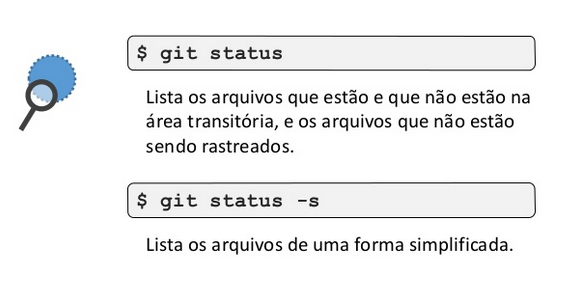 $ git status
Lista os arquivos que estão e que não estão na
área transitória, e os arquivos que não estão
sendo rastreados.
$ git status -s
Lista os arquivos de uma forma simplificada.